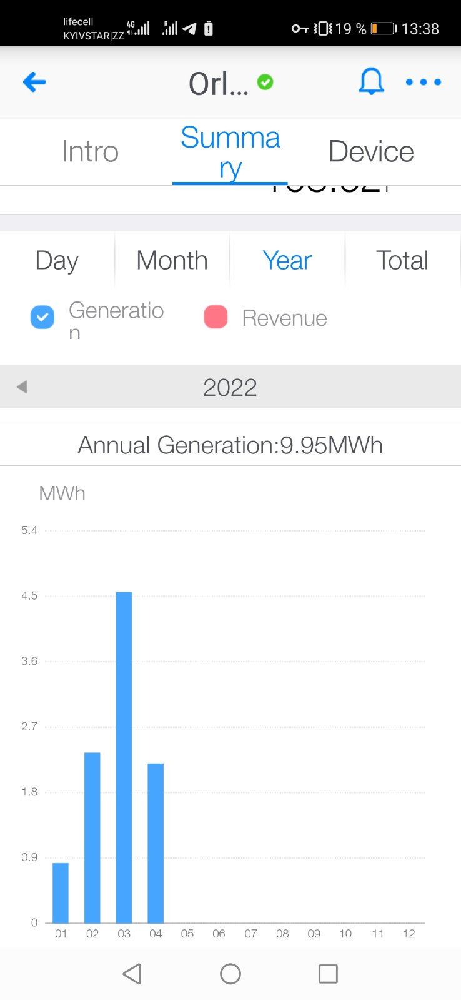 lifecell
KYIVSTAR|ZZ 4G R 19 % 13:38
Orl...
Intro Summa
ry Device
Day Month Year Total
Generatio
n Revenue
2022
Annual Generation:9.95MWh
MWh
5.4
4.5
3.6
2.7
1.8
0.9
0
01 02 03 04 05 06 07 08 09 10 11 12